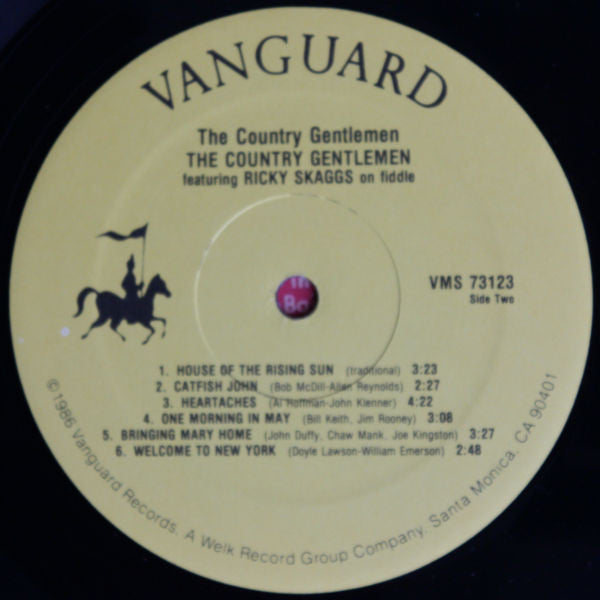 VANGUARD
The Country Gentlemen
THE COUNTRY GENTLEMEN
featuring RICKY SKAGGS on fiddle
VMS 73123
Side Two
in
Bo
1. HOUSE OF THE RISING SUN (traditional) 3:23
2. CATFISH JOHN (Bob McDill-Allen Reynolds) 2:27
3. HEARTACHES (Al Hoffman-John Klenner) 4:22
4. ONE MORNING IN MAY (Bill Keith, Jim Rooney) 3:08
5. BRINGING MARY HOME (John Duffy, Chaw Mank, Joe Kingston) 3:27
6. WELCOME TO NEW YORK (Doyle Lawson-William Emerson) 2:48
©1986 Vanguard Records, A Welk Record Group Company, Santa Monica, CA 90401